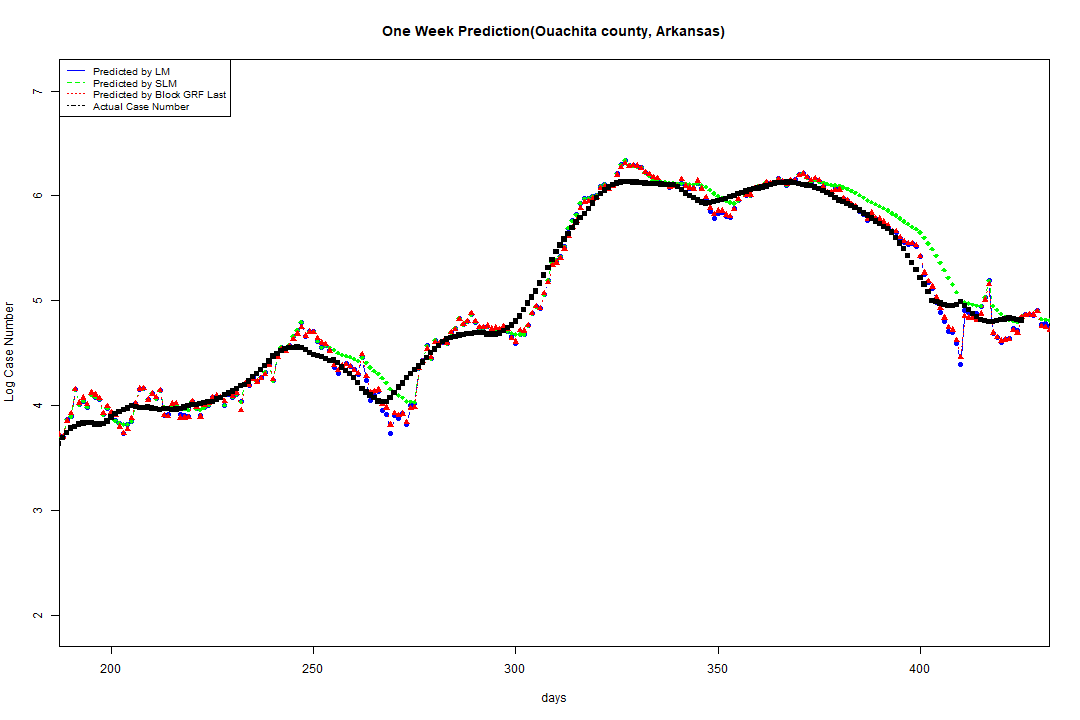 One Week Prediction(Ouachita county, Arkansas)
Predicted by LM
Predicted by SLM
Predicted by Block GRF Last
Actual Case Number
7
6
5
4
3
2
Log Case Number
200 250 300 350 400
days